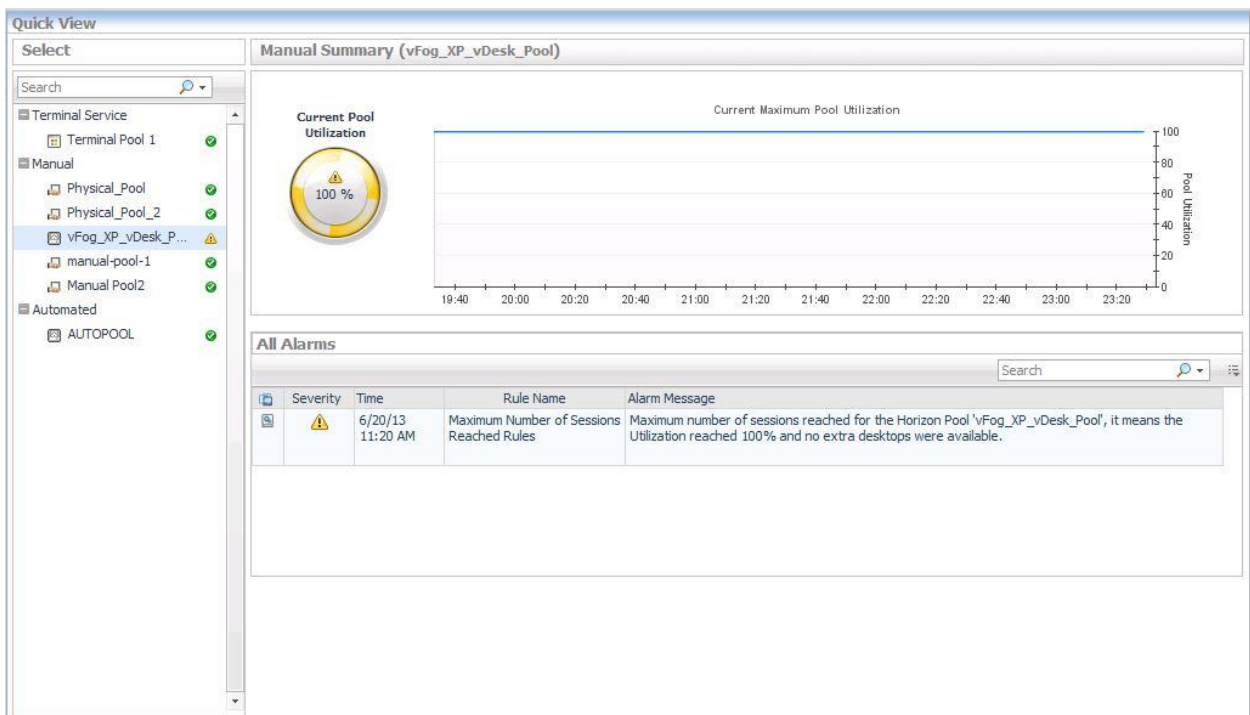 Quick View
Select
Search
Terminal Service
Terminal Pool 1
Manual
Physical_Pool
Physical_Pool_2
vFog_XP_vDesk_P...
manual-pool-1
Manual Pool2
Automated
AUTOPOOL
Manual Summary (vFog_XP_vDesk_Pool)
Current Pool
Utilization
100 %
Current Maximum Pool Utilization
100
80
60
40
20
0
Pool Utilization
19:40 20:00 20:20 20:40 21:00 21:20 21:40 22:00 22:20 22:40 23:00 23:20
All Alarms
Search
Severity Time Rule Name Alarm Message
6/20/13 Maximum Number of Sessions Maximum number of sessions reached for the Horizon Pool 'vFog_XP_vDesk_Pool', it means the
11:20 AM Reached Rules Utilization reached 100% and no extra desktops were available.